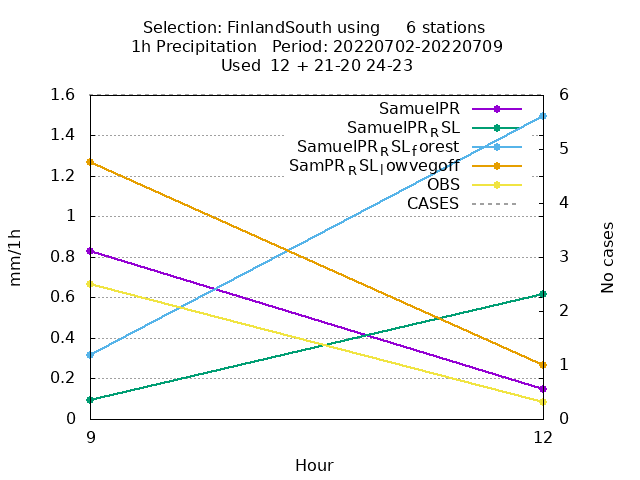 Selection: FinlandSouth using     6 stations
1h Precipitation   Period: 20220702-20220709
Used  12 + 21-20 24-23
1.6
1.4
1.2
1
0.8
0.6
0.4
0.2
0
6
5
4
3
2
1
0
SamuelPR
SamuelPR_RSL
SamuelPR_RSL_forest
SamPR_RSL_lowvegoff
OBS
CASES
mm/1h
No cases
9
12
Hour